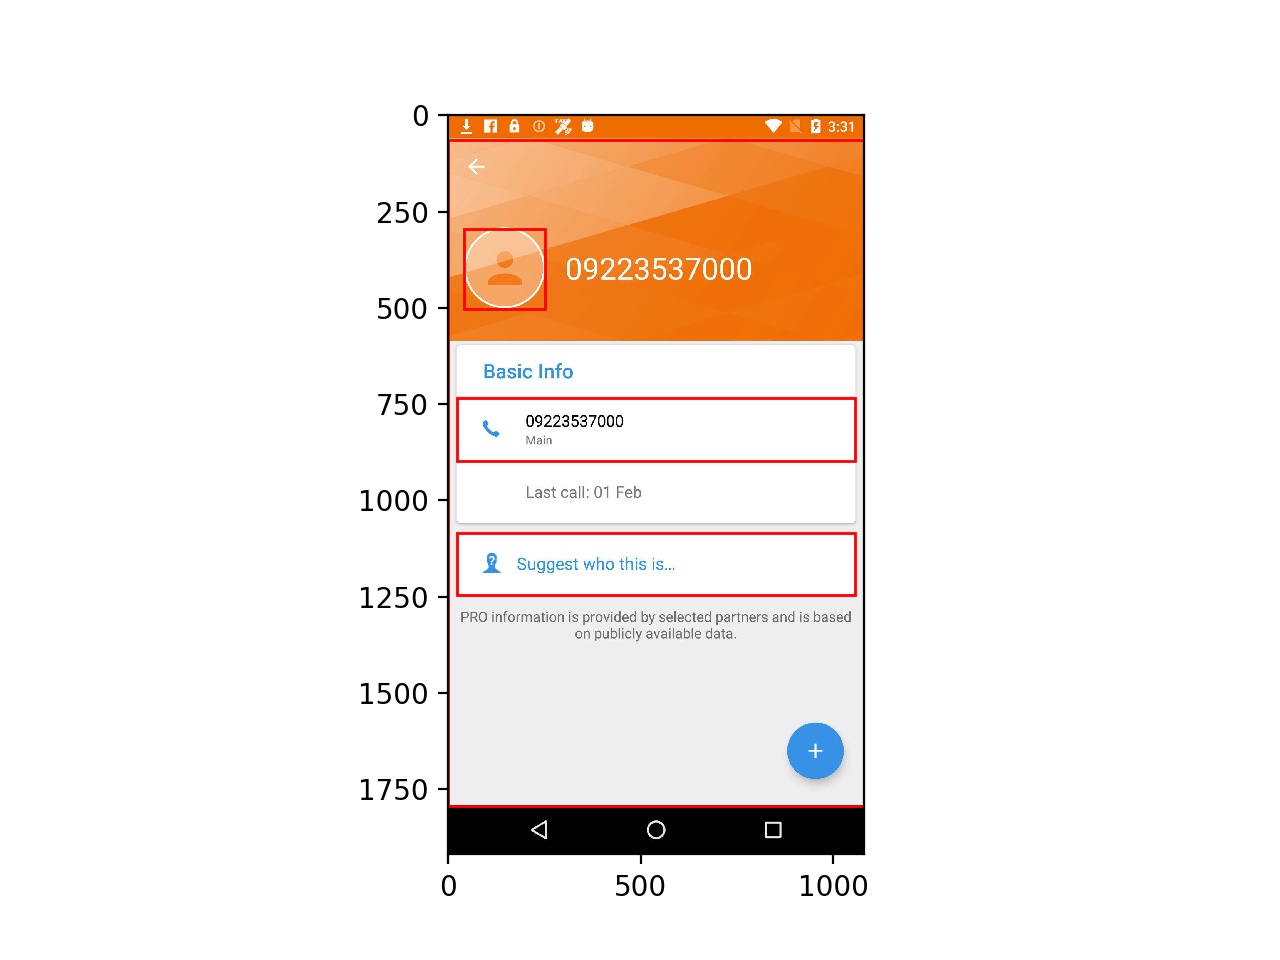 0
3:31
250
09223537000
500
Basic Info
750
09223537000
Main
1000
Last call: 01 Feb
Suggest who this is...
1250
PRO information is provided by selected partners and is based
on publicly available data.
1500
+
1750
0
500
1000